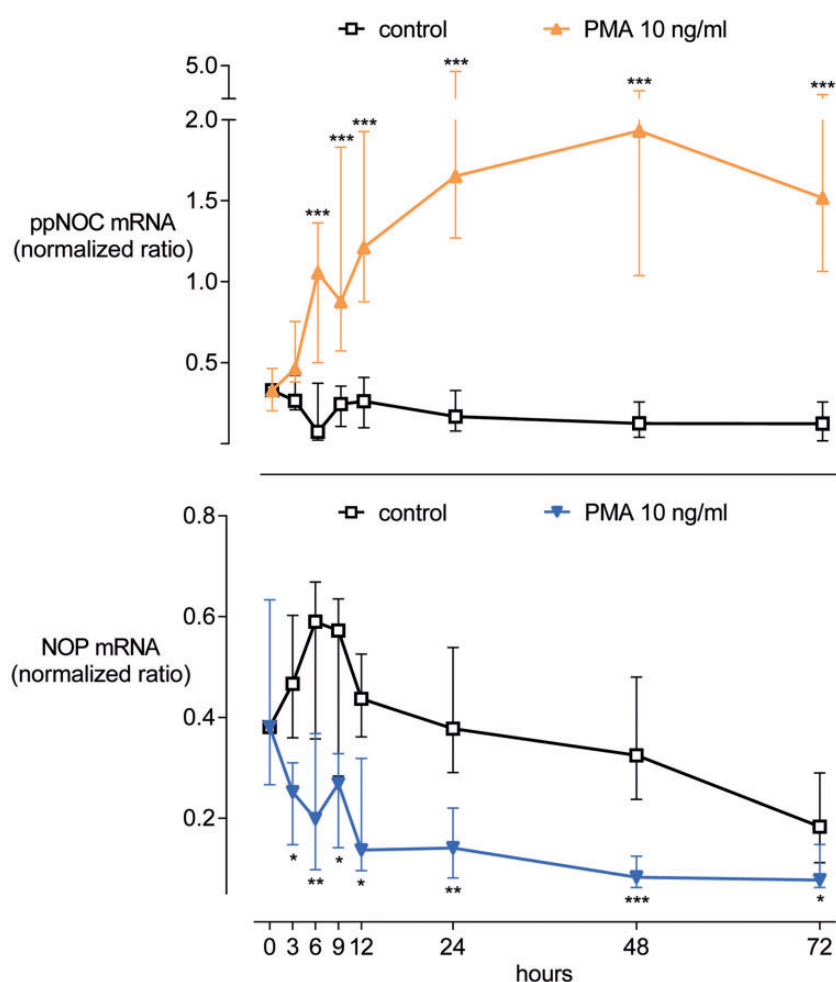 control PMA 10 ng/ml
5.0
2.0
1.5
1.0
0.5
ppNOC mRNA
(normalized ratio)
*** *** *** *** *** ***
control PMA 10 ng/ml
0.8
0.6
0.4
0.2
NOP mRNA
(normalized ratio)
* ** * * ** *** *
0 3 6 9 12 24 48 72
hours